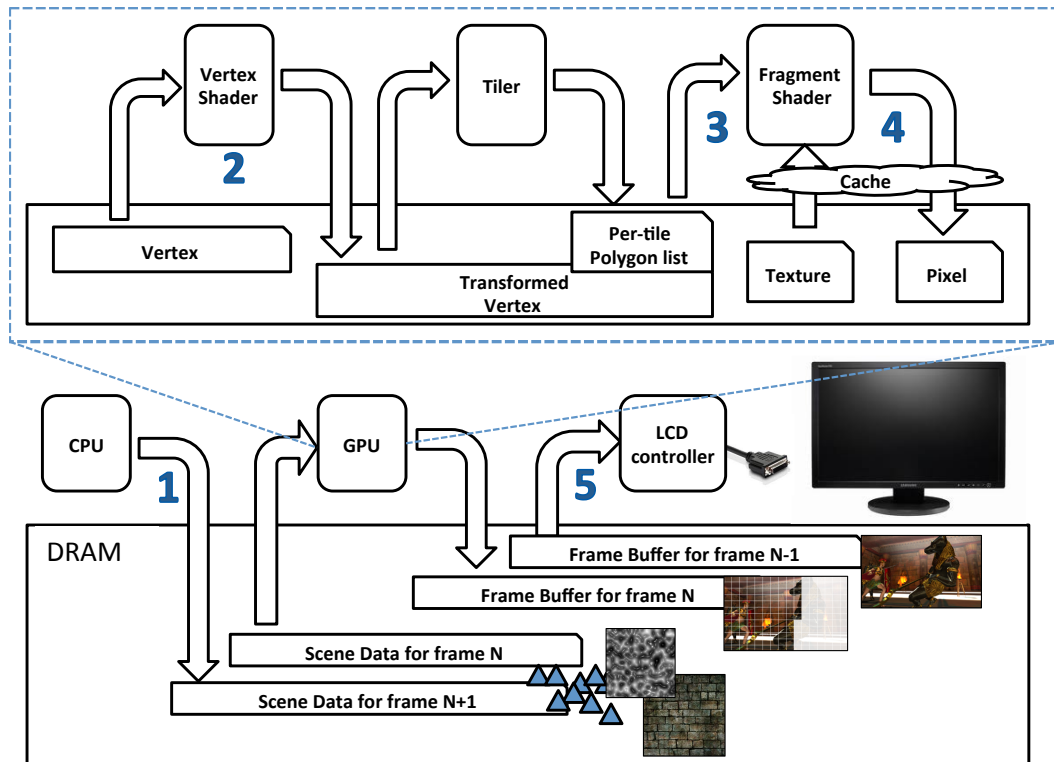 Vertex
Shader
Tiler
Fragment
Shader
2
3
4
Cache
Vertex
Transformed
Vertex
Per-tile
Polygon list
Texture
Pixel
CPU
GPU
LCD
controller
1
5
DRAM
Frame Buffer for frame N-1
Frame Buffer for frame N
Scene Data for frame N
Scene Data for frame N+1
SAMSUNG